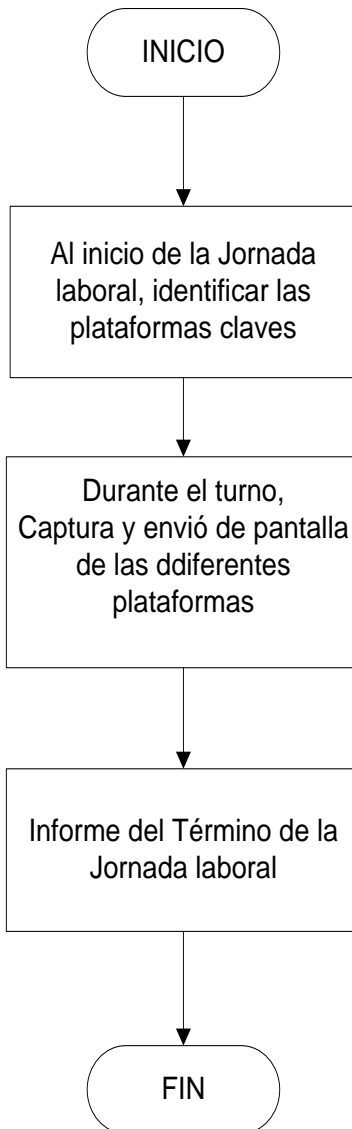 INICIO
Al inicio de la Jornada
laboral, identificar las
plataformas claves
Durante el turno,
Captura y envió de pantalla
de las ddiferentes
plataformas
Informe del Término de la
Jornada laboral
FIN